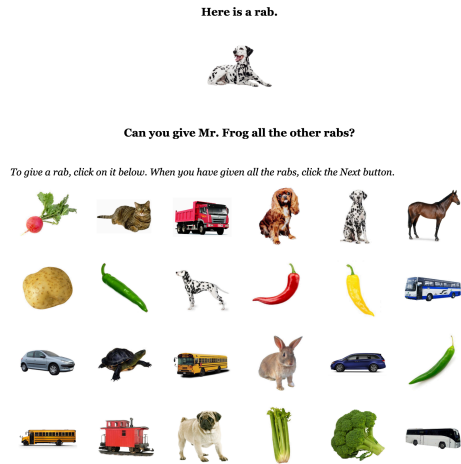 Here is a rab.
Can you give Mr. Frog all the other rabs?
To give a rab, click on it below. When you have given all the rabs, click the Next button.